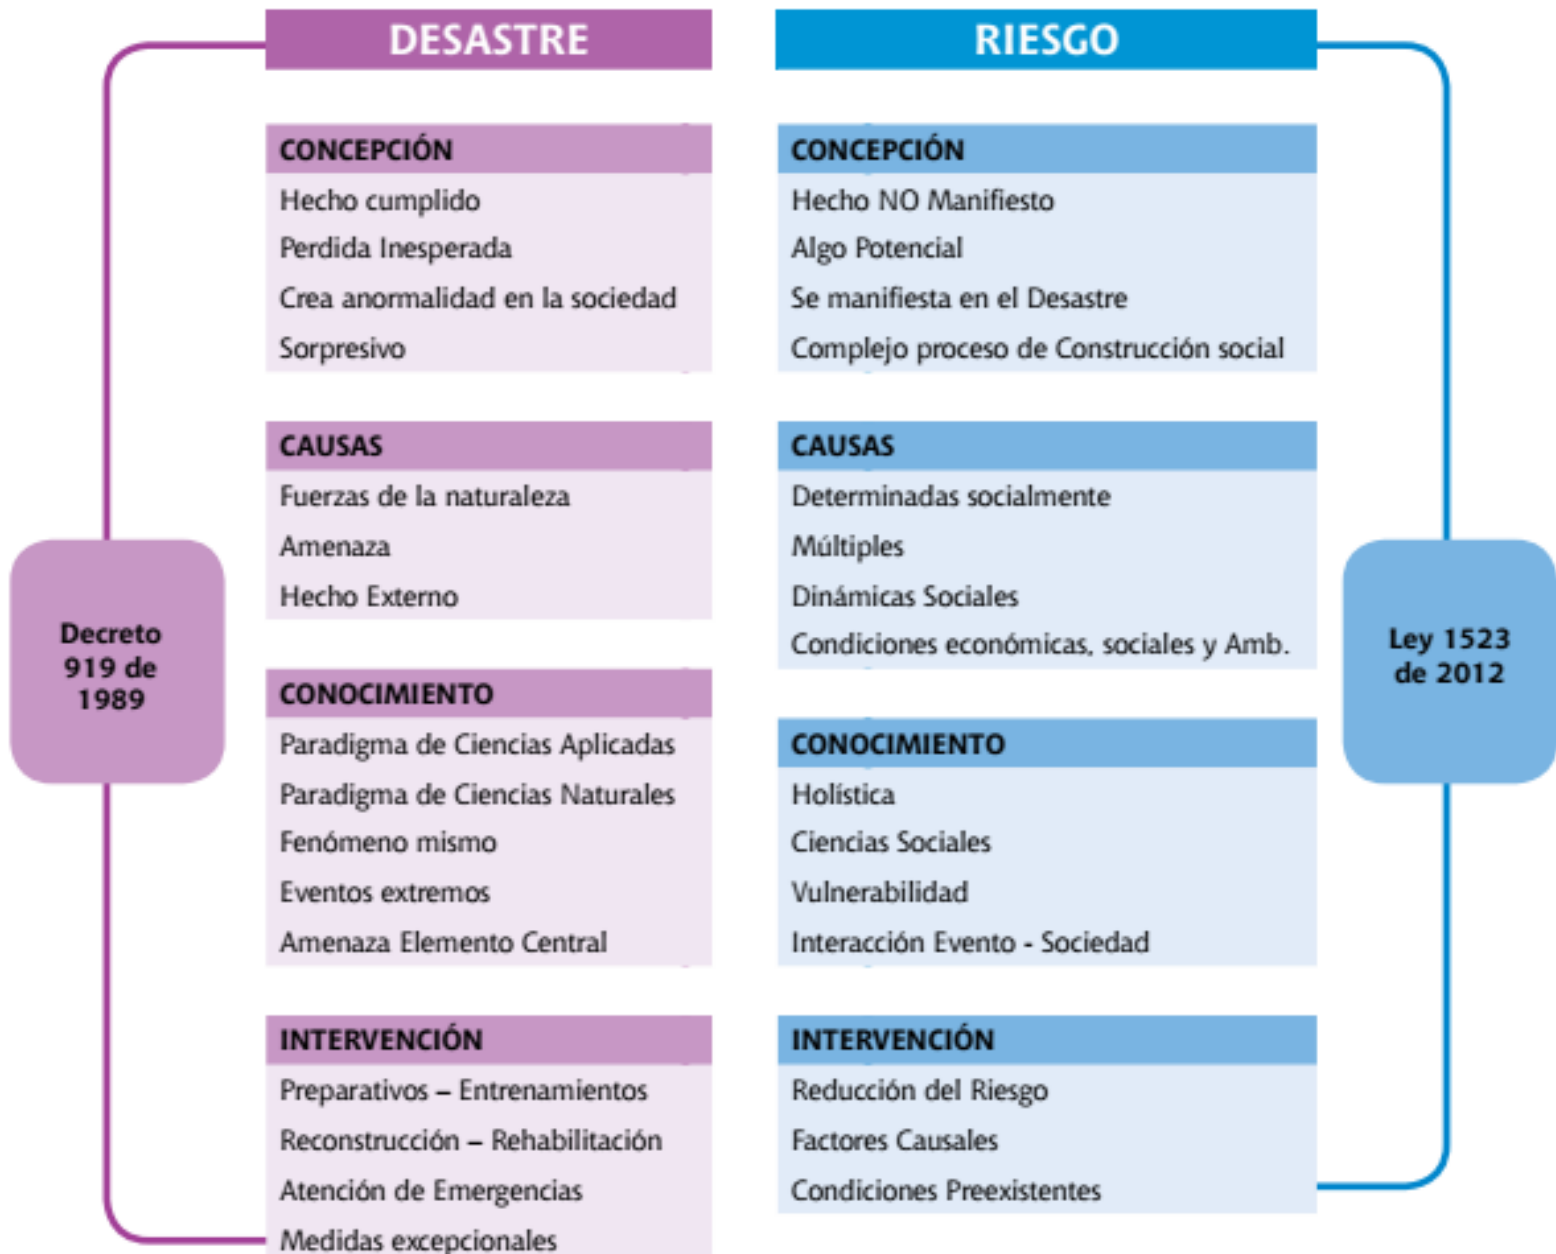 DESASTRE
CONCEPCIÓN
Hecho cumplido
Perdida Inesperada
Crea anormalidad en la sociedad
Sorpresivo
CAUSAS
Fuerzas de la naturaleza
Amenaza
Hecho Externo
CONOCIMIENTO
Paradigma de Ciencias Aplicadas
Paradigma de Ciencias Naturales
Fenómeno mismo
Eventos extremos
Amenaza Elemento Central
INTERVENCIÓN
Preparativos – Entrenamientos
Reconstrucción – Rehabilitación
Atención de Emergencias
Medidas excepcionales
Decreto
919 de
1989
RIESGO
CONCEPCIÓN
Hecho NO Manifiesto
Algo Potencial
Se manifiesta en el Desastre
Complejo proceso de Construcción social
CAUSAS
Determinadas socialmente
Múltiples
Dinámicas Sociales
Condiciones económicas, sociales y Amb.
CONOCIMIENTO
Holística
Ciencias Sociales
Vulnerabilidad
Interacción Evento - Sociedad
INTERVENCIÓN
Reducción del Riesgo
Factores Causales
Condiciones Preexistentes
Ley 1523
de 2012